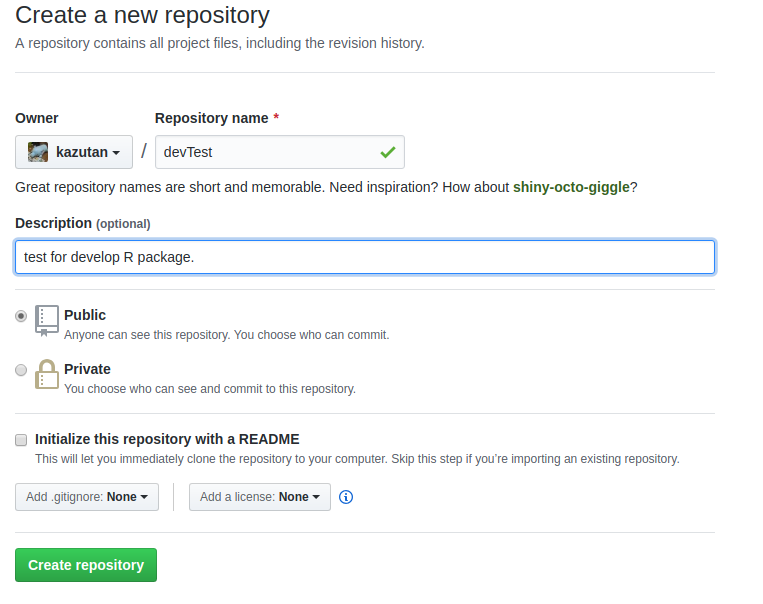 Create a new repository
A repository contains all project files, including the revision history.
Owner Repository name *
kazutan / devTest
Great repository names are short and memorable. Need inspiration? How about shiny-octo-giggle?
Description (optional)
test for develop R package.
Public
Anyone can see this repository. You choose who can commit.
Private
You choose who can see and commit to this repository.
Initialize this repository with a README
This will let you immediately clone the repository to your computer. Skip this step if you’re importing an existing repository.
Add .gitignore: None Add a license: None
Create repository